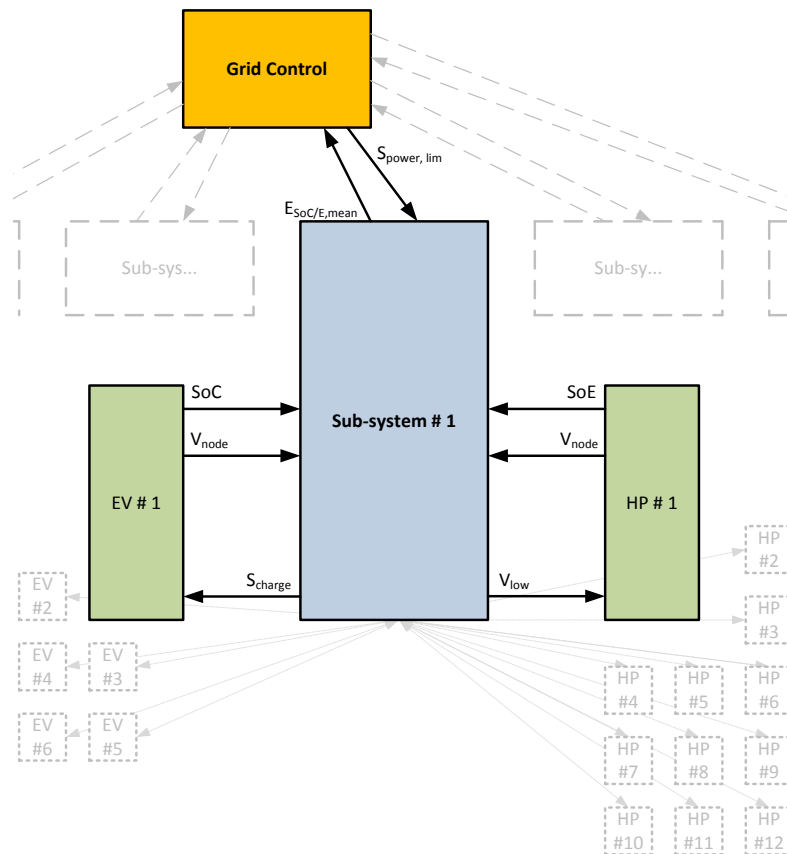 Grid Control
S_power, lim
E_SoC/E,mean
Sub-sys...
Sub-sy...
SoC
SoE
V_node
V_node
Sub-system # 1
EV # 1
HP # 1
S_charge
V_low
EV
#2
HP
#2
HP
#3
EV
#4
EV
#3
HP
#4
HP
#5
HP
#6
EV
#6
EV
#5
HP
#7
HP
#8
HP
#9
HP
#10
HP
#11
HP
#12